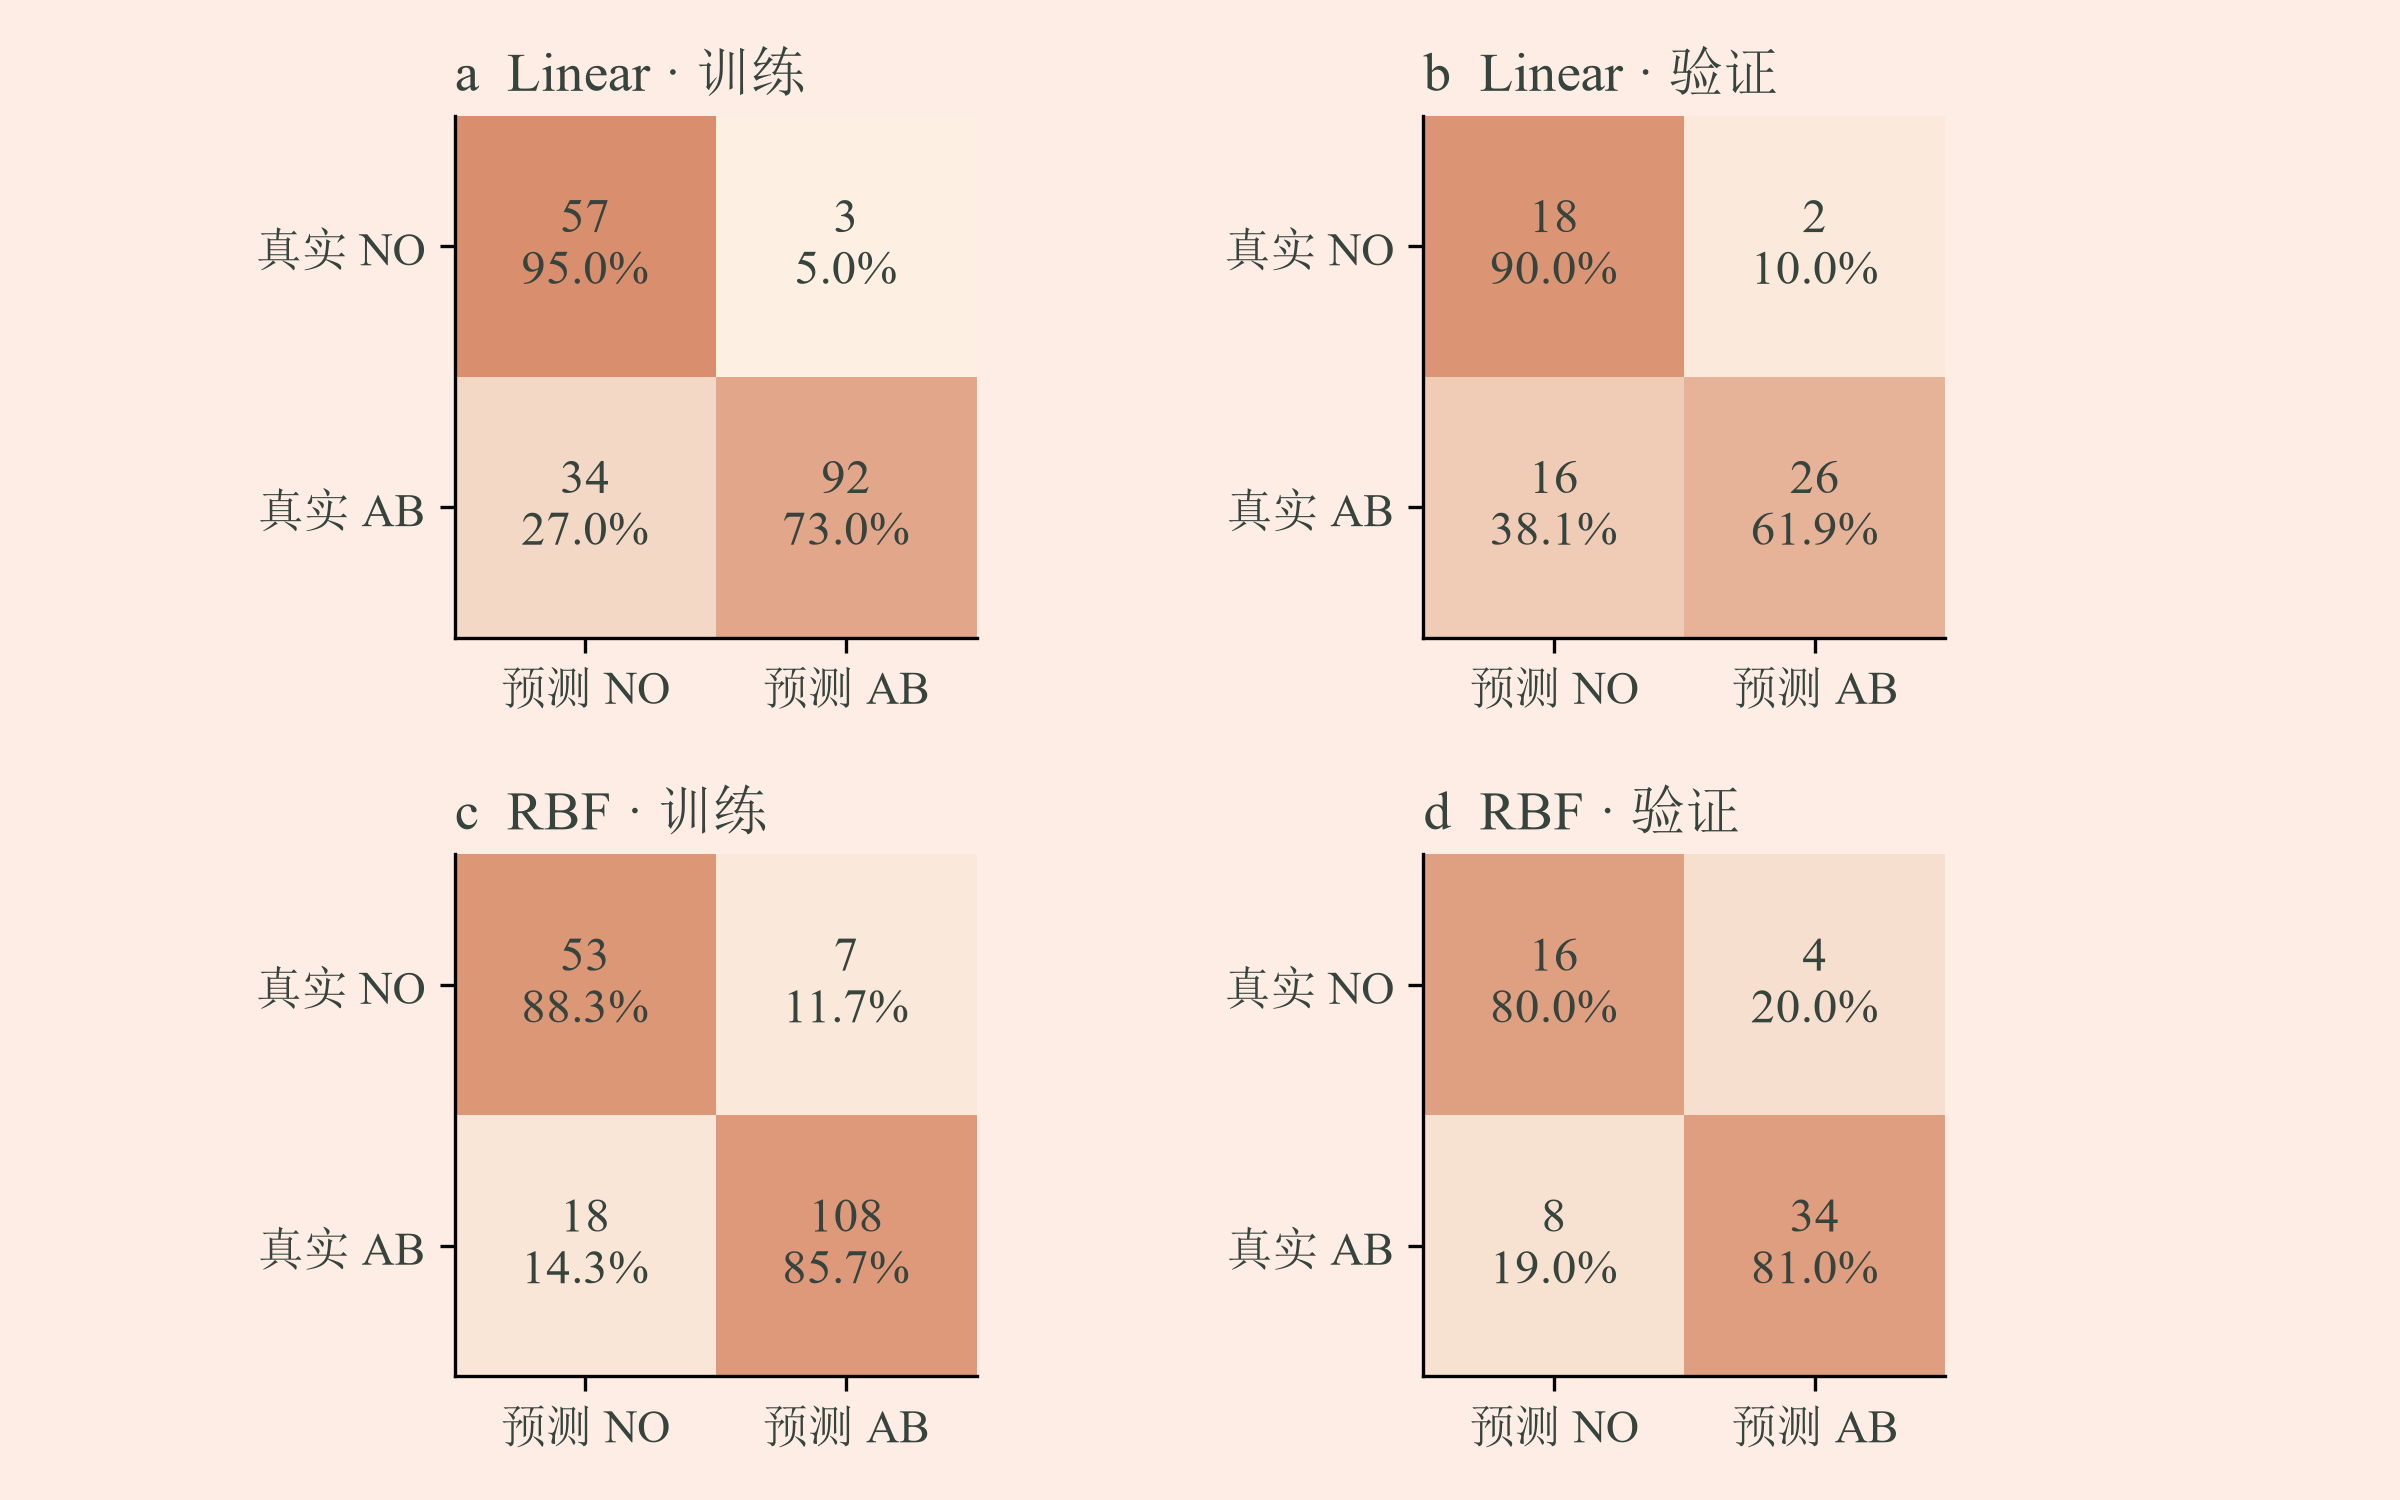 a Linear · 训练
真实 NO
57
95.0%
3
5.0%
真实 AB
34
27.0%
92
73.0%
预测 NO
预测 AB
b Linear · 验证
真实 NO
18
90.0%
2
10.0%
真实 AB
16
38.1%
26
61.9%
预测 NO
预测 AB
c RBF · 训练
真实 NO
53
88.3%
7
11.7%
真实 AB
18
14.3%
108
85.7%
预测 NO
预测 AB
d RBF · 验证
真实 NO
16
80.0%
4
20.0%
真实 AB
8
19.0%
34
81.0%
预测 NO
预测 AB